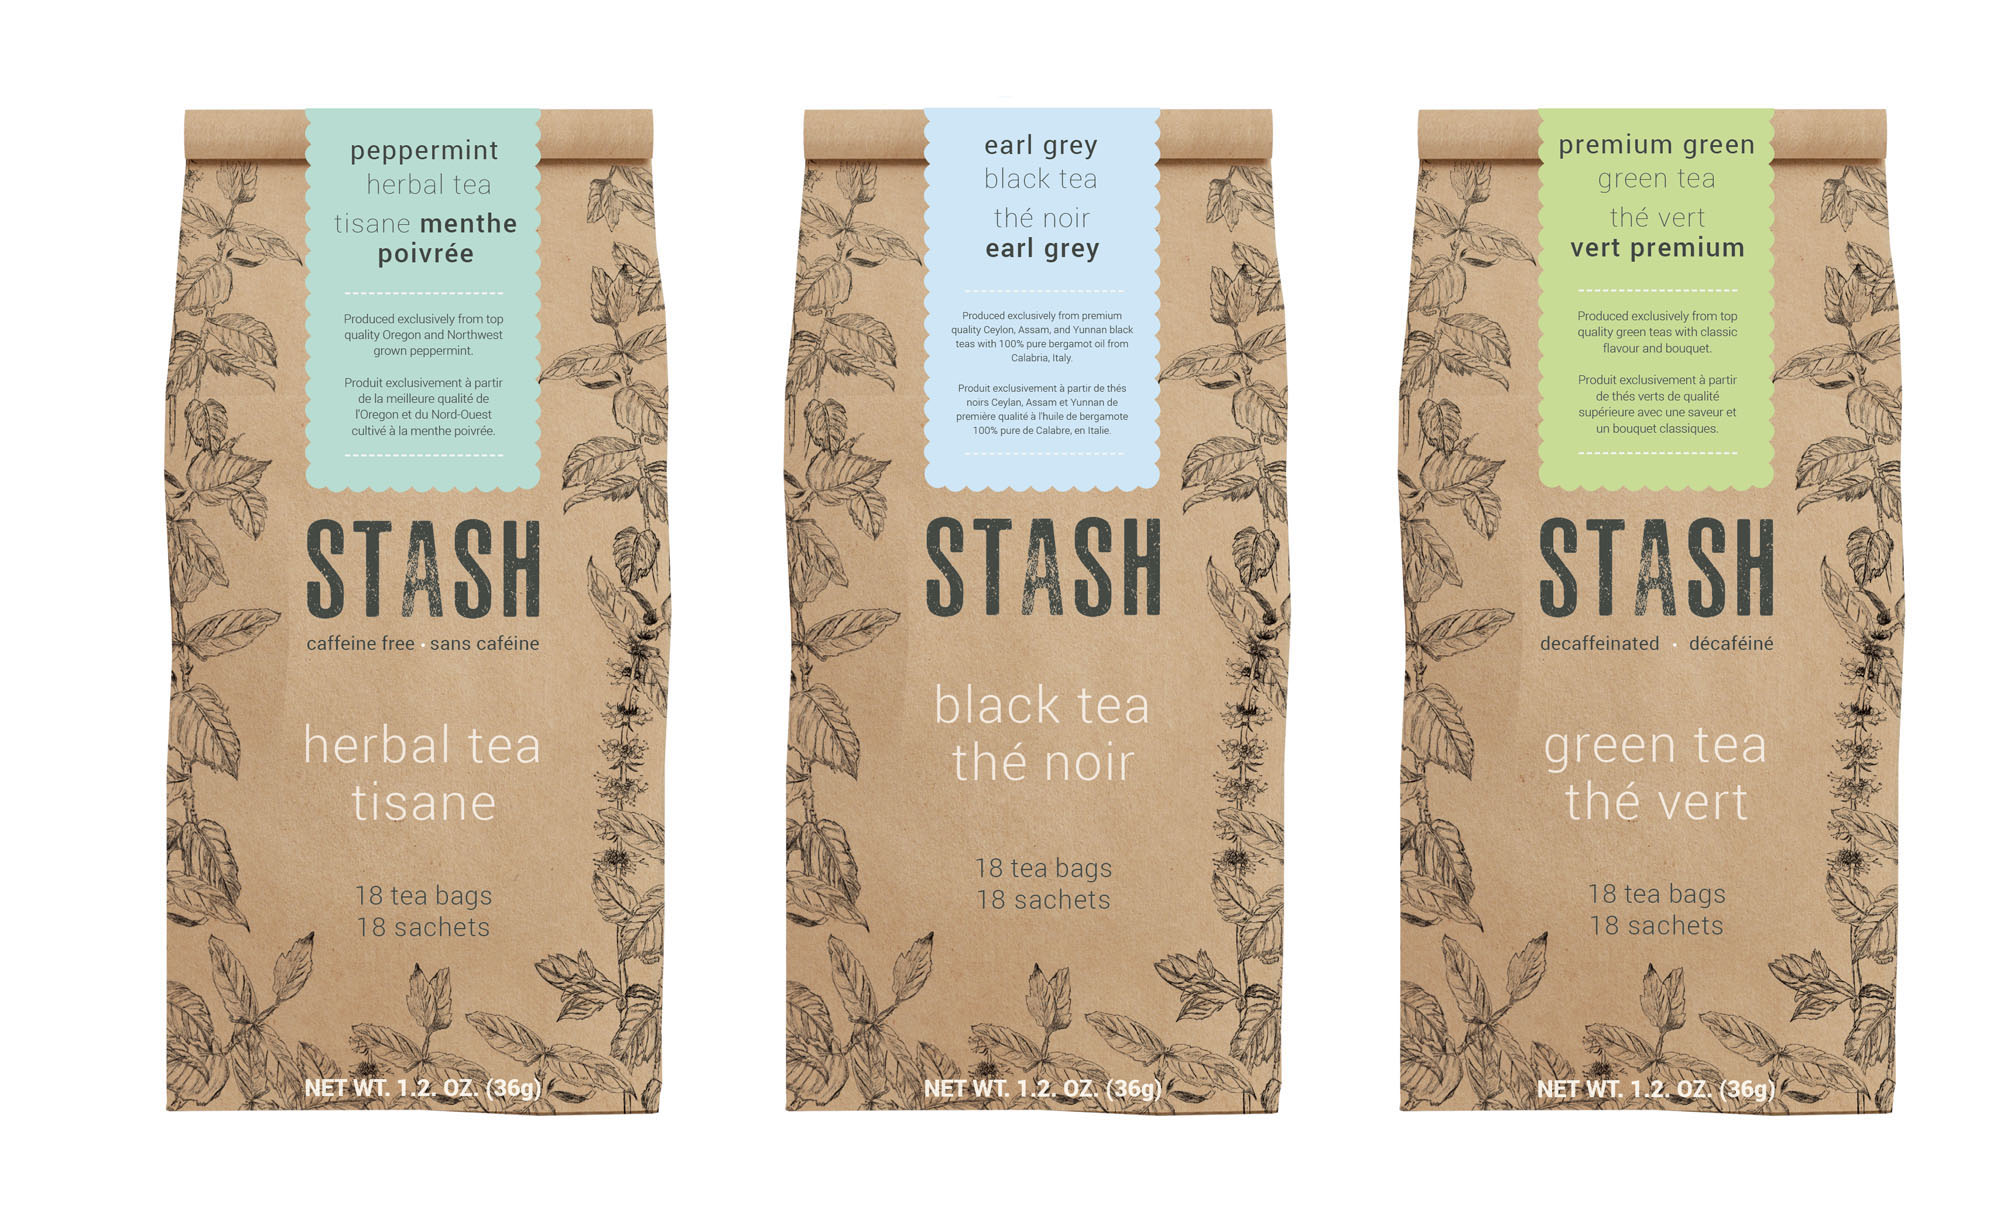 peppermint
herbal tea
tisane menthe
poivrée
Produced exclusively from top
quality Oregon and Northwest
grown peppermint.
Produit exclusivement à partir
de la meilleure qualité de
l'Oregon et du Nord-Ouest
cultivé à la menthe poivrée.
STASH
caffeine free · sans caféine
herbal tea
tisane
18 tea bags
18 sachets
NET WT. 1.2. OZ. (36g)
earl grey
black tea
thé noir
earl grey
Produced exclusively from premium
quality Ceylon, Assam, and Yunnan black
teas with 100% pure bergamot oil from
Calabria, Italy.
Produit exclusivement à partir de thés
noirs Ceylan, Assam et Yunnan de
première qualité à l'huile de bergamote
100% pure de Calabre, en Italie.
STASH
black tea
thé noir
18 tea bags
18 sachets
NET WT. 1.2. OZ. (36g)
premium green
green tea
thé vert
vert premium
Produced exclusively from top
quality green teas with classic
flavour and bouquet.
Produit exclusivement à partir
de thés verts de qualité
supérieure avec une saveur et
un bouquet classiques.
STASH
decaffeinated · décaféiné
green tea
thé vert
18 tea bags
18 sachets
NET WT. 1.2. OZ. (36g)